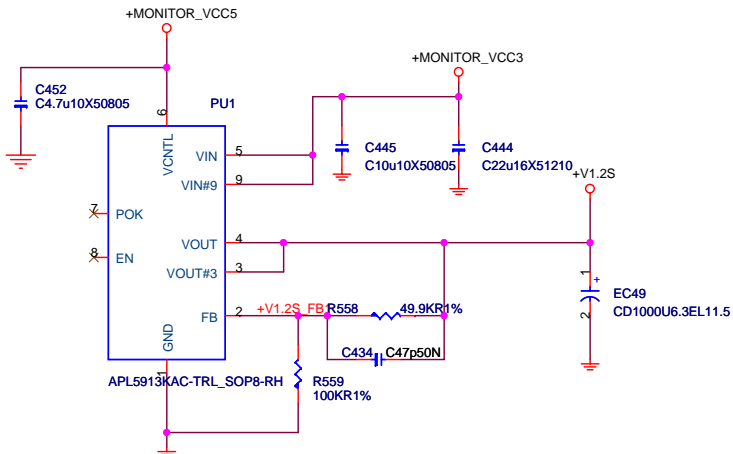 +MONITOR_VCC5
+MONITOR_VCC3
C452
C4.7u10X50805
PU1
6
VCNTL
VIN
5
VIN#9
9
C445
C10u10X50805
C444
C22u16X51210
+V1.2S
7
POK
8
EN
VOUT
4
VOUT#3
3
1
+
EC49
CD1000U6.3EL11.5
2
FB
2
+V1.2S_FB
R558
49.9KR1%
GND
1
C434
C47p50N
APL5913KAC-TRL_SOP8-RH
R559
100KR1%